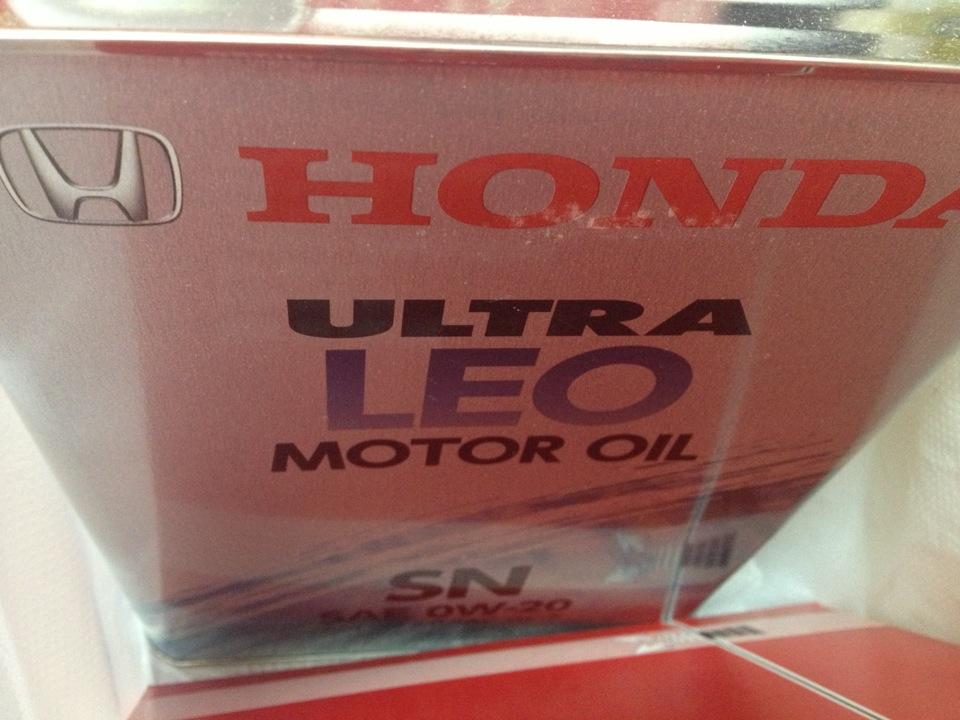 HONDA
ULTRA
LEO
MOTOR OIL
SN
SAE 0W-20